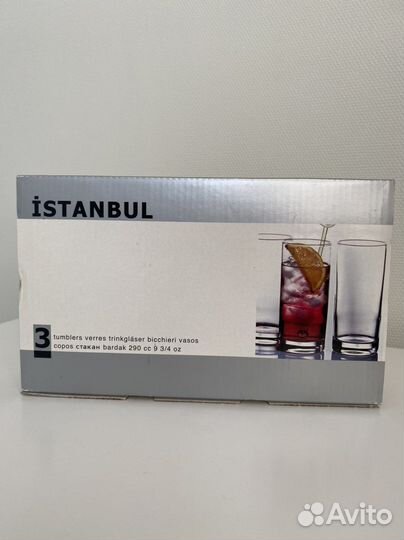 İSTANBUL
3
tumblers verres trinkgläser bicchieri vasos
copos стакан bardak 290 cc 9 3/4 oz
Avito